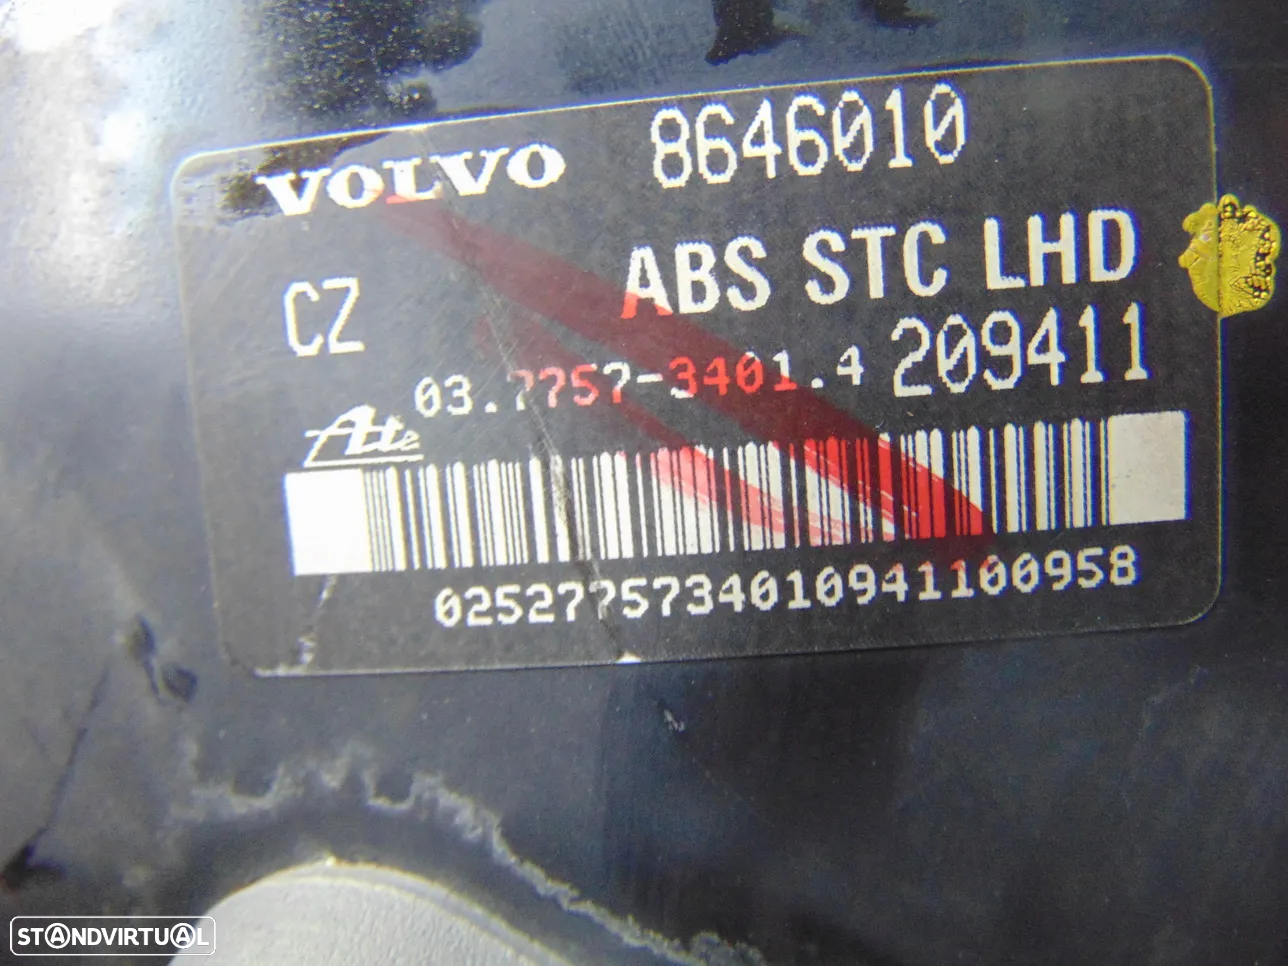 VOLVO 8646010
CZ ABS STC LHD
03.7757-3401.4 209411
Ate
0252775734010941100958
STANDVIRTUAL